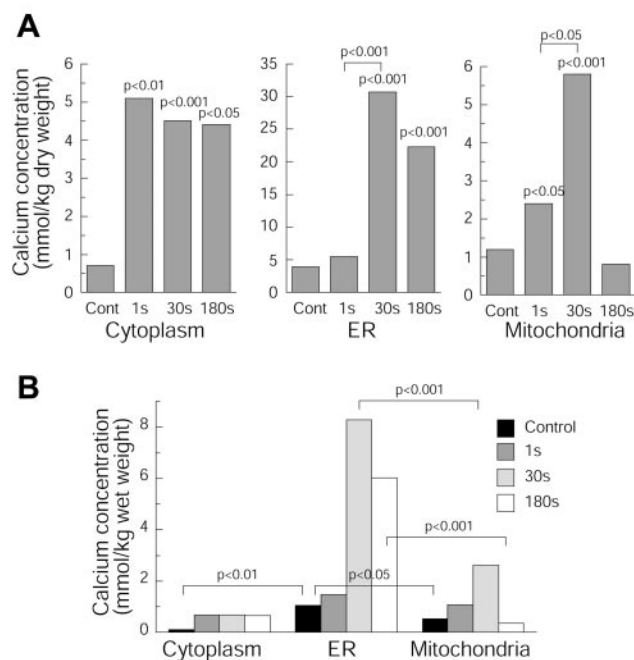 A
Calcium concentration
(mmol/kg dry weight)
6
5
4
3
2
1
0
p<0.01
p<0.001
p<0.05
Cont 1s 30s 180s
Cytoplasm
35
30
25
20
15
10
5
0
p<0.001
p<0.001
p<0.001
Cont 1s 30s 180s
ER
6
5
4
3
2
1
0
p<0.05
p<0.001
p<0.05
Cont 1s 30s 180s
Mitochondria
B
Calcium concentration
(mmol/kg wet weight)
8
6
4
2
0
p<0.001
p<0.001
p<0.01
p<0.05
Control
1s
30s
180s
Cytoplasm ER Mitochondria